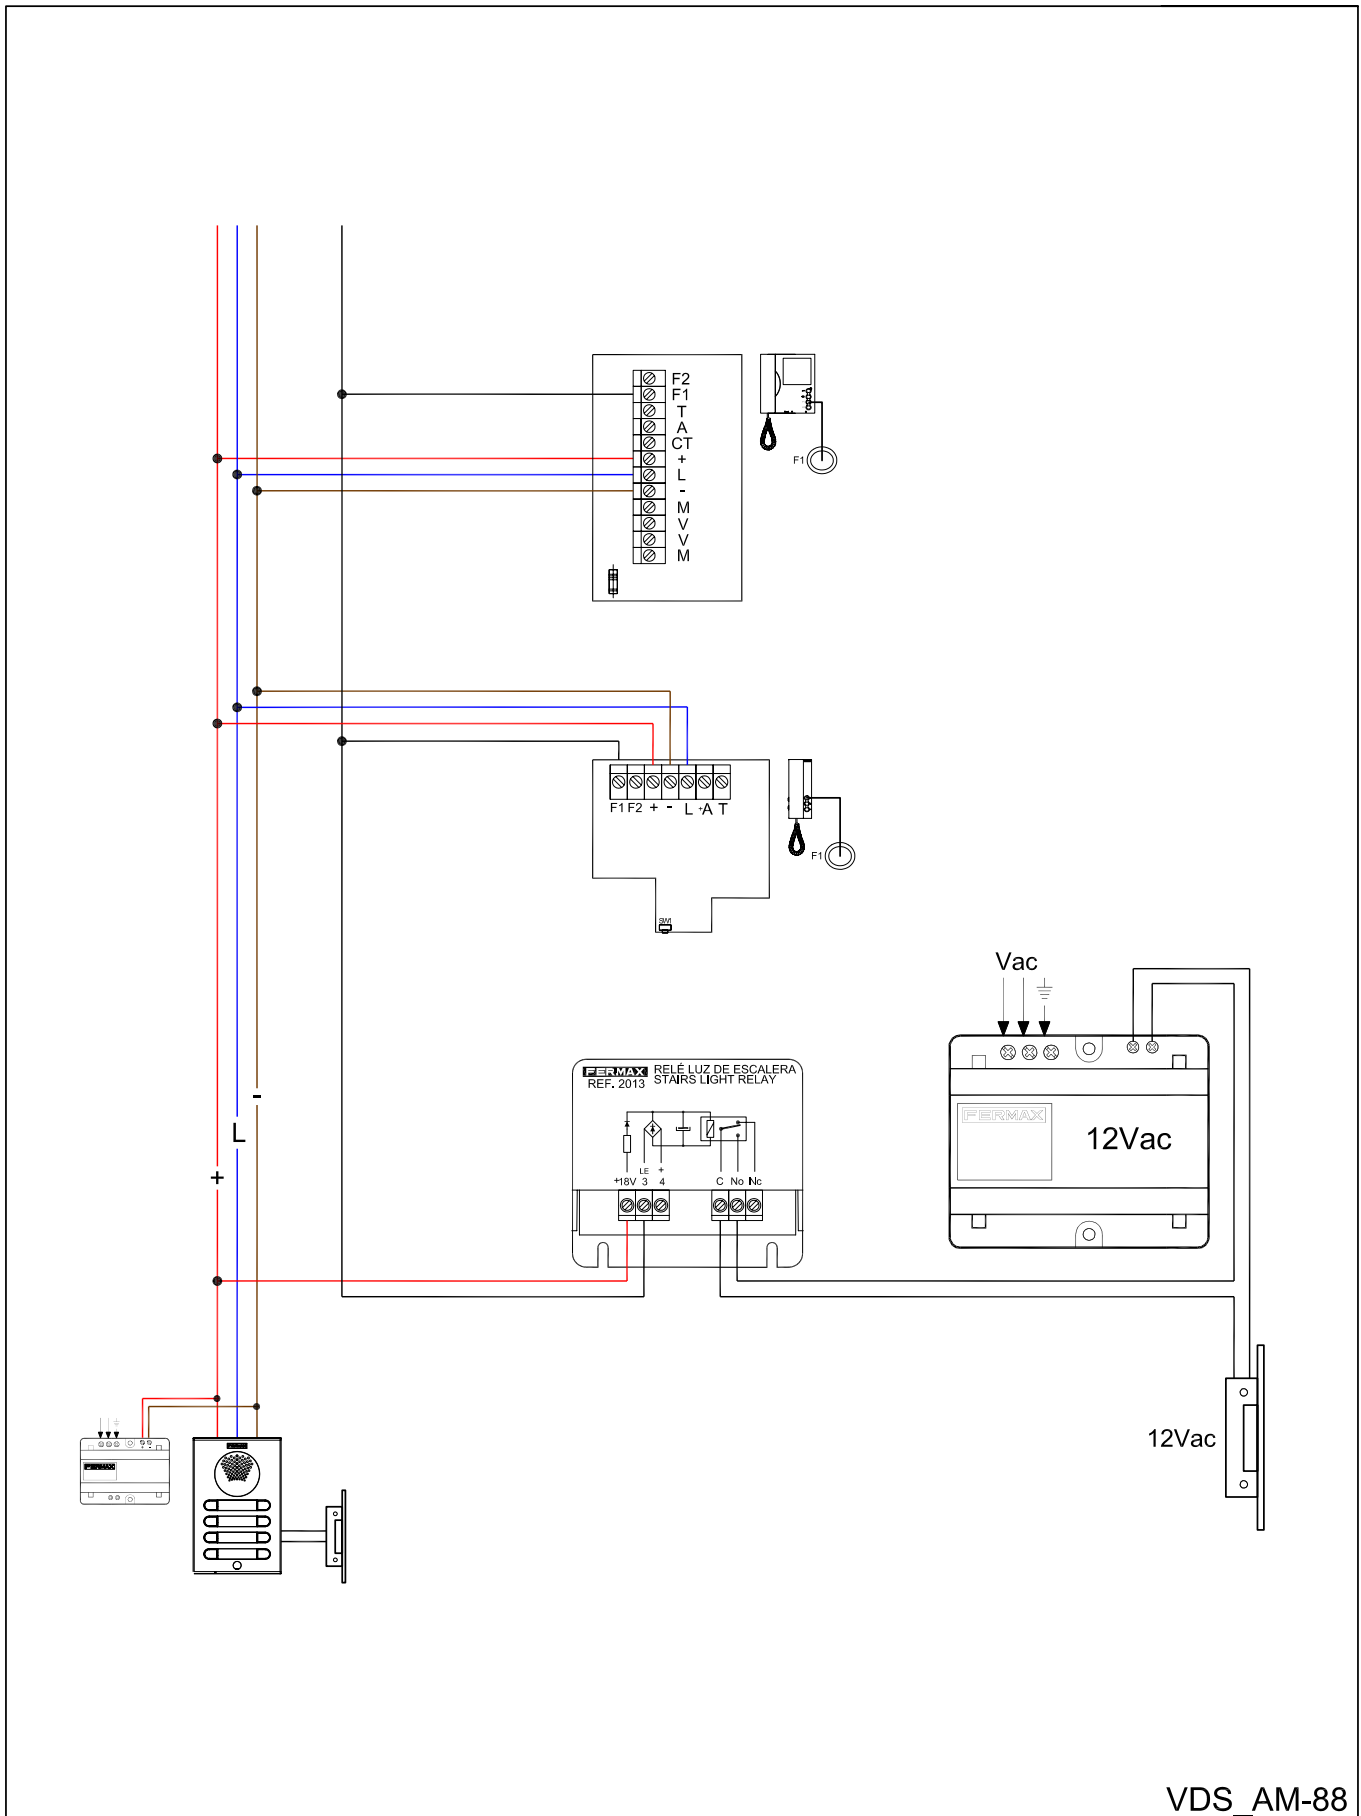 F2
F1
T
A
CT
+
L
-
M
V
V
M
F1
F1 F2 + - L +A T
F1
SW1
Vac
FERMAX RELÉ LUZ DE ESCALERA
REF. 2013 STAIRS LIGHT RELAY
LE +
+18V 3 4 C No Nc
FERMAX
12Vac
-
L
+
12Vac
FERMAX
VDS_AM-88